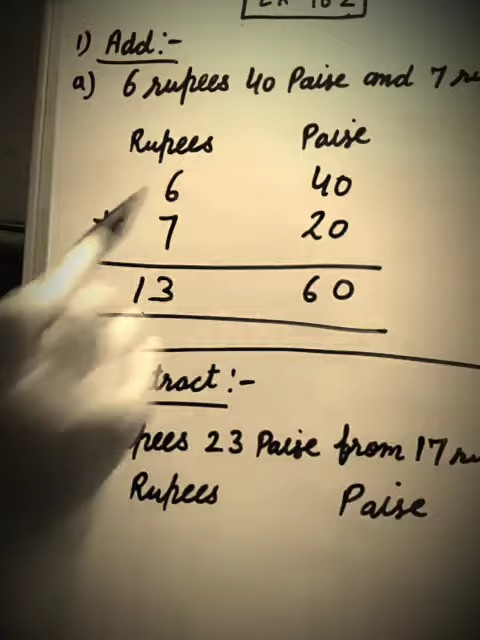 1) Add:-
a) 6 rupees 40 Paise and 7
Rupees Paise
6 40
7 20
13 60
tract:-
pees 23 Paise from 17
Rupees Paise